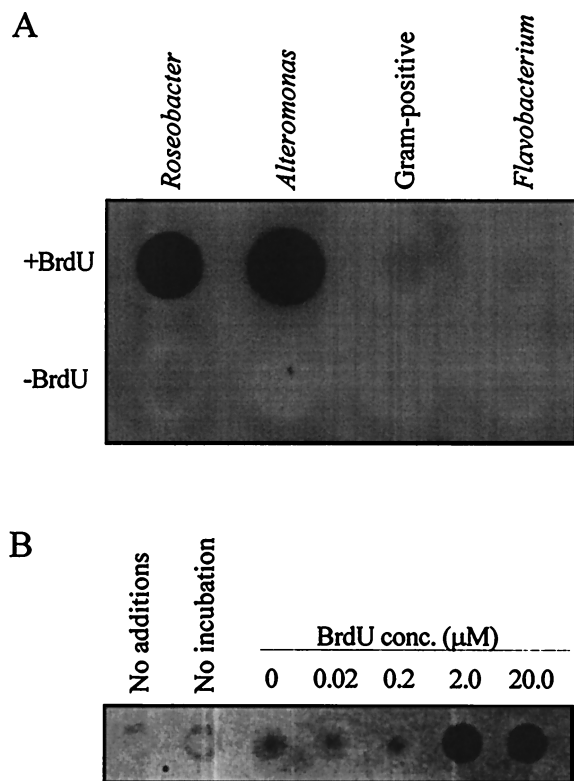 A
Roseobacter
Alteromonas
Gram-positive
Flavobacterium
+BrdU
-BrdU
B
No additions
No incubation
BrdU conc. (μM)
0 0.02 0.2 2.0 20.0